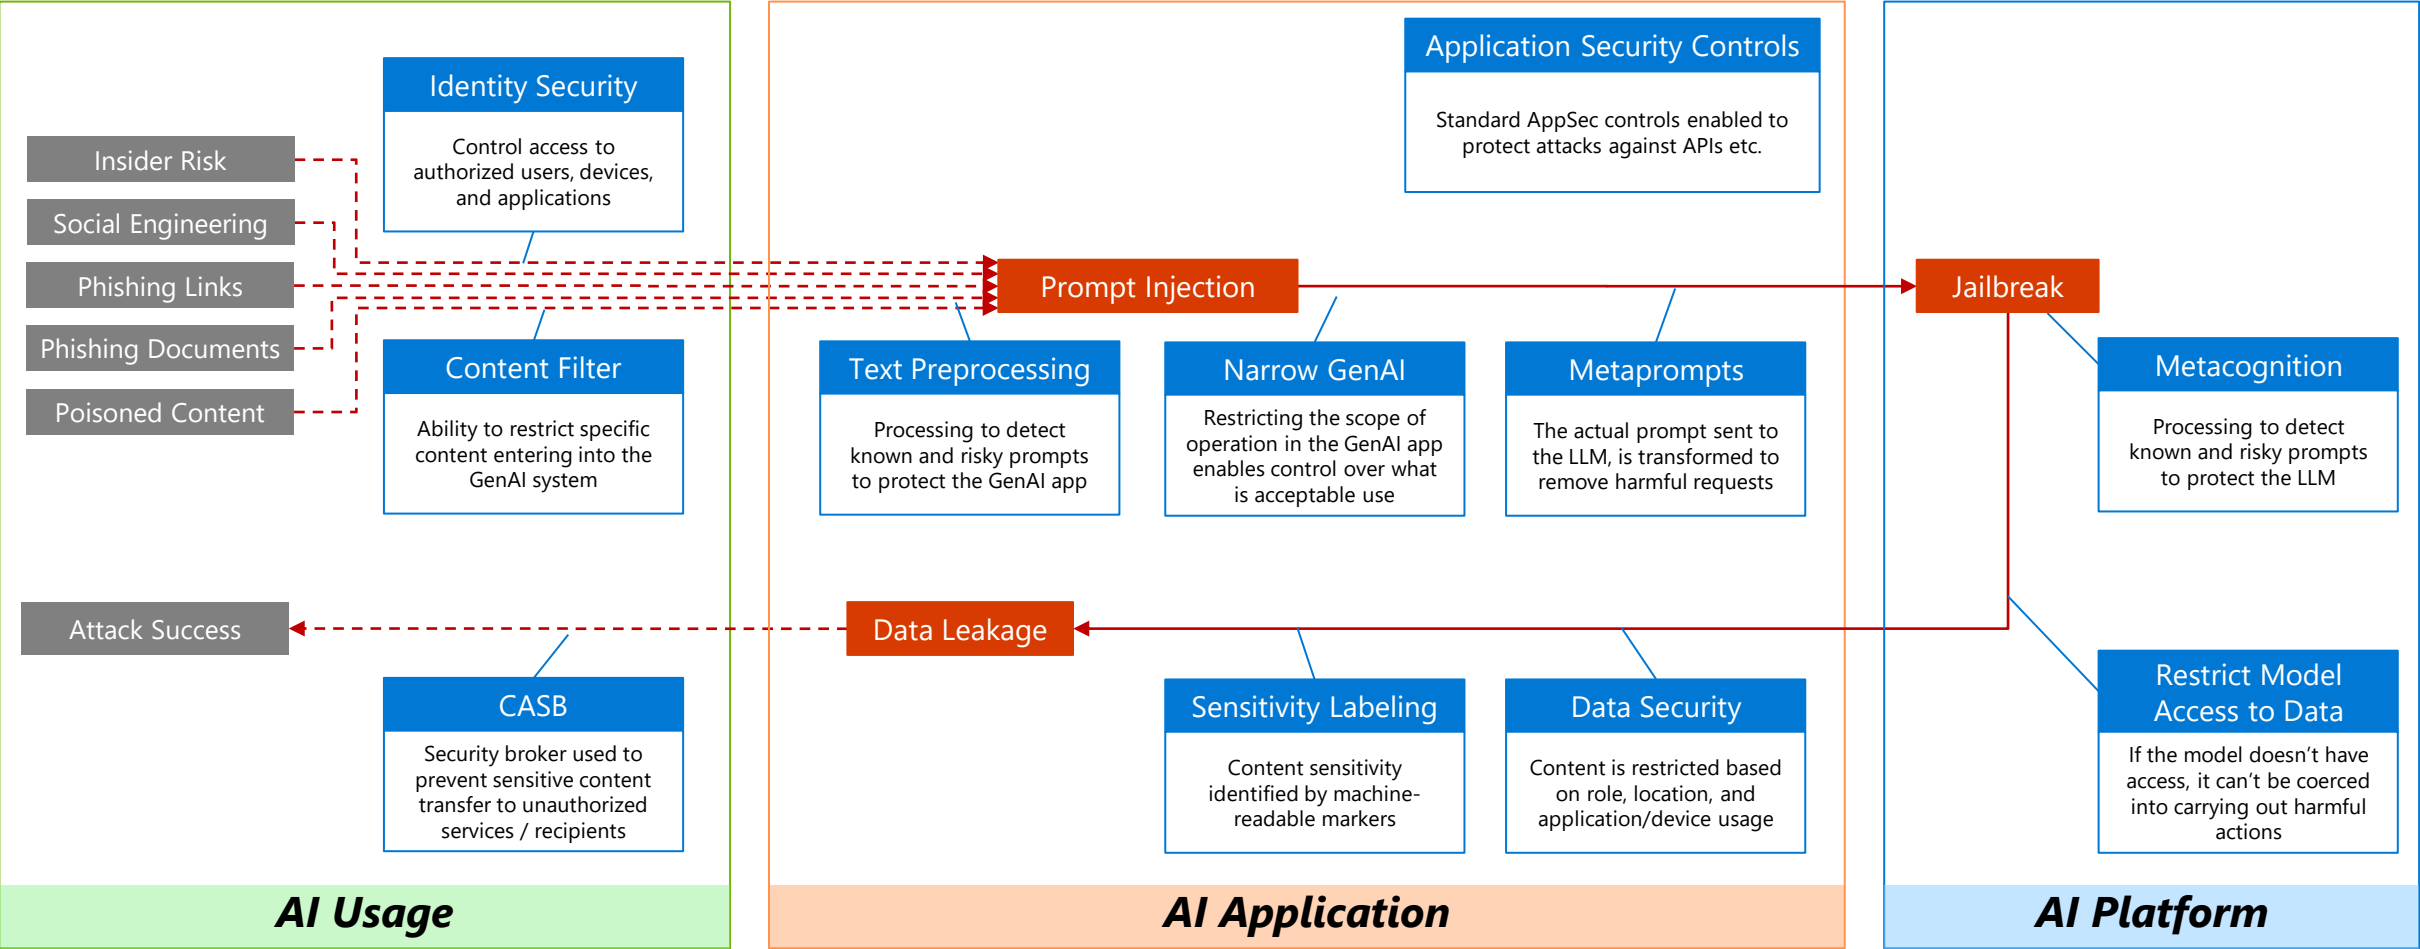 Identity Security
Control access to
authorized users, devices,
and applications
Insider Risk
Social Engineering
Phishing Links
Phishing Documents
Poisoned Content
Content Filter
Ability to restrict specific
content entering into the
GenAI system
Attack Success
CASB
Security broker used to
prevent sensitive content
transfer to unauthorized
services / recipients
AI Usage
Application Security Controls
Standard AppSec controls enabled to
protect attacks against APIs etc.
Prompt Injection
Text Preprocessing
Processing to detect
known and risky prompts
to protect the GenAI app
Narrow GenAI
Restricting the scope of
operation in the GenAI app
enables control over what
is acceptable use
Metaprompts
The actual prompt sent to
the LLM, is transformed to
remove harmful requests
Data Leakage
Sensitivity Labeling
Content sensitivity
identified by machine-
readable markers
Data Security
Content is restricted based
on role, location, and
application/device usage
AI Application
Jailbreak
Metacognition
Processing to detect
known and risky prompts
to protect the LLM
Restrict Model
Access to Data
If the model doesn’t have
access, it can’t be coerced
into carrying out harmful
actions
AI Platform